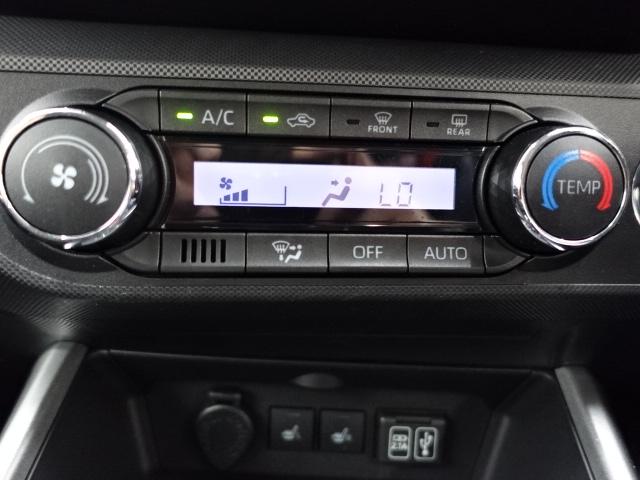 A/C
FRONT
REAR
LO
TEMP
OFF
AUTO
2.1A